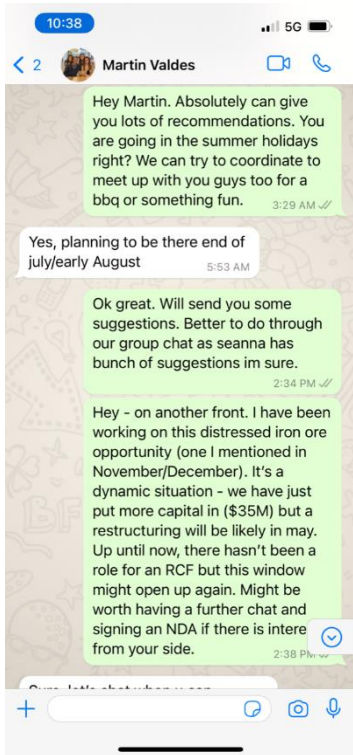 10:38
5G
2
Martin Valdes
Hey Martin. Absolutely can give
you lots of recommendations. You
are going in the summer holidays
right? We can try to coordinate to
meet up with you guys too for a
bbq or something fun.
3:29 AM
Yes, planning to be there end of
july/early August
5:53 AM
Ok great. Will send you some
suggestions. Better to do through
our group chat as seanna has
bunch of suggestions im sure.
2:34 PM
Hey - on another front. I have been
working on this distressed iron ore
opportunity (one I mentioned in
November/December). It's a
dynamic situation - we have just
put more capital in ($35M) but a
restructuring will be likely in may.
Up until now, there hasn't been a
role for an RCF but this window
might open up again. Might be
worth having a further chat and
signing an NDA if there is intere
from your side.
2:38 PM